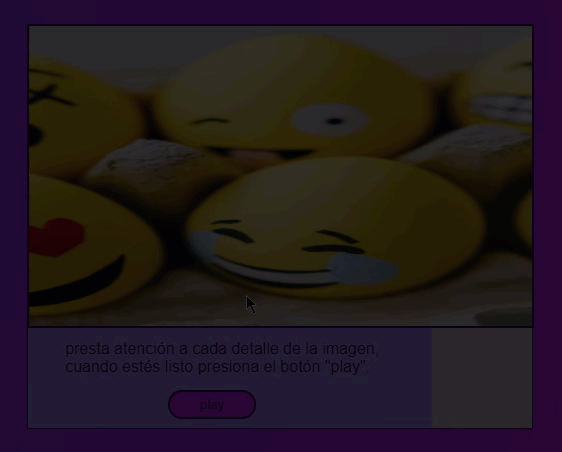 presta atención a cada detalle de la imagen,
cuando estés listo presiona el botón "play".
play